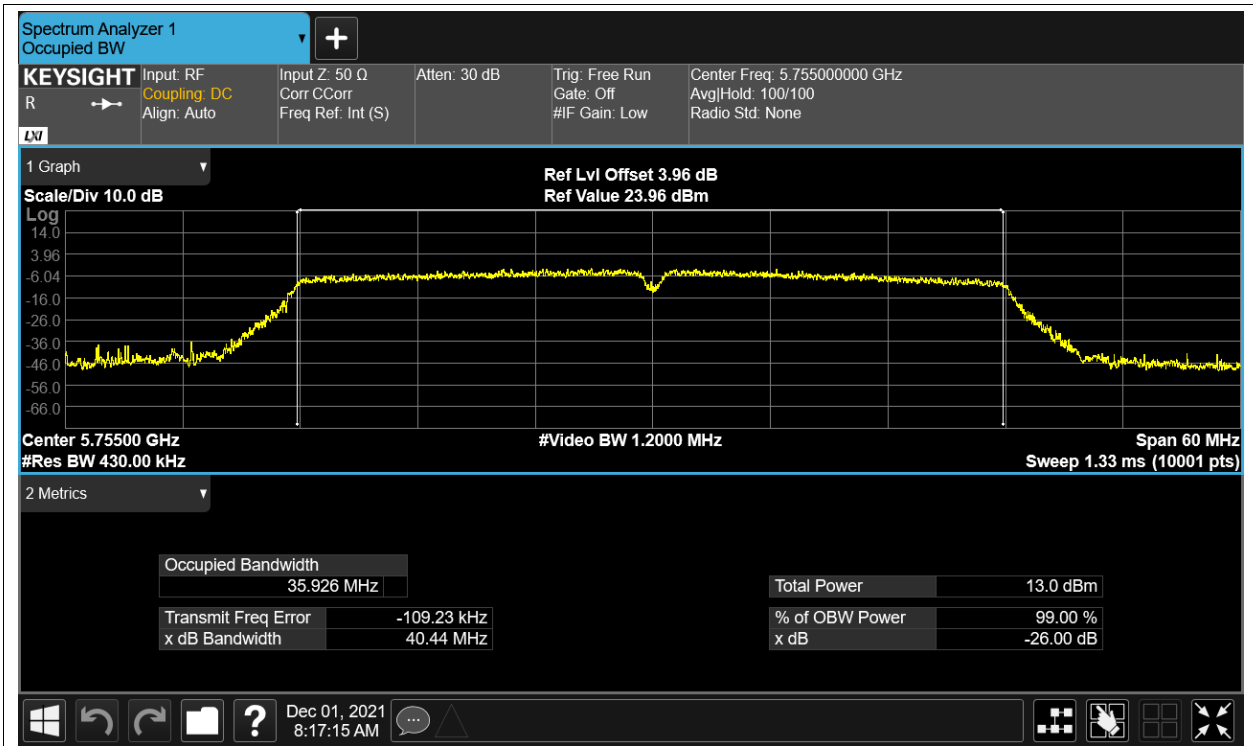 Spectrum Analyzer 1
Occupied BW
KEYSIGHT
R
LXI
Input: RF
Coupling: DC
Align: Auto
Input Z: 50 Ω
Corr CCorr
Freq Ref: Int (S)
Atten: 30 dB
Trig: Free Run
Gate: Off
#IF Gain: Low
Center Freq: 5.755000000 GHz
Avg|Hold: 100/100
Radio Std: None
1 Graph
Scale/Div 10.0 dB
Ref Lvl Offset 3.96 dB
Ref Value 23.96 dBm
Log
14.0
3.96
-6.04
-16.0
-26.0
-36.0
-46.0
-56.0
-66.0
Center 5.75500 GHz
#Video BW 1.2000 MHz
Span 60 MHz
#Res BW 430.00 kHz
Sweep 1.33 ms (10001 pts)
2 Metrics
Occupied Bandwidth
35.926 MHz
Transmit Freq Error -109.23 kHz
x dB Bandwidth 40.44 MHz
Total Power 13.0 dBm
% of OBW Power 99.00 %
x dB -26.00 dB
?
Dec 01, 2021
8:17:15 AM